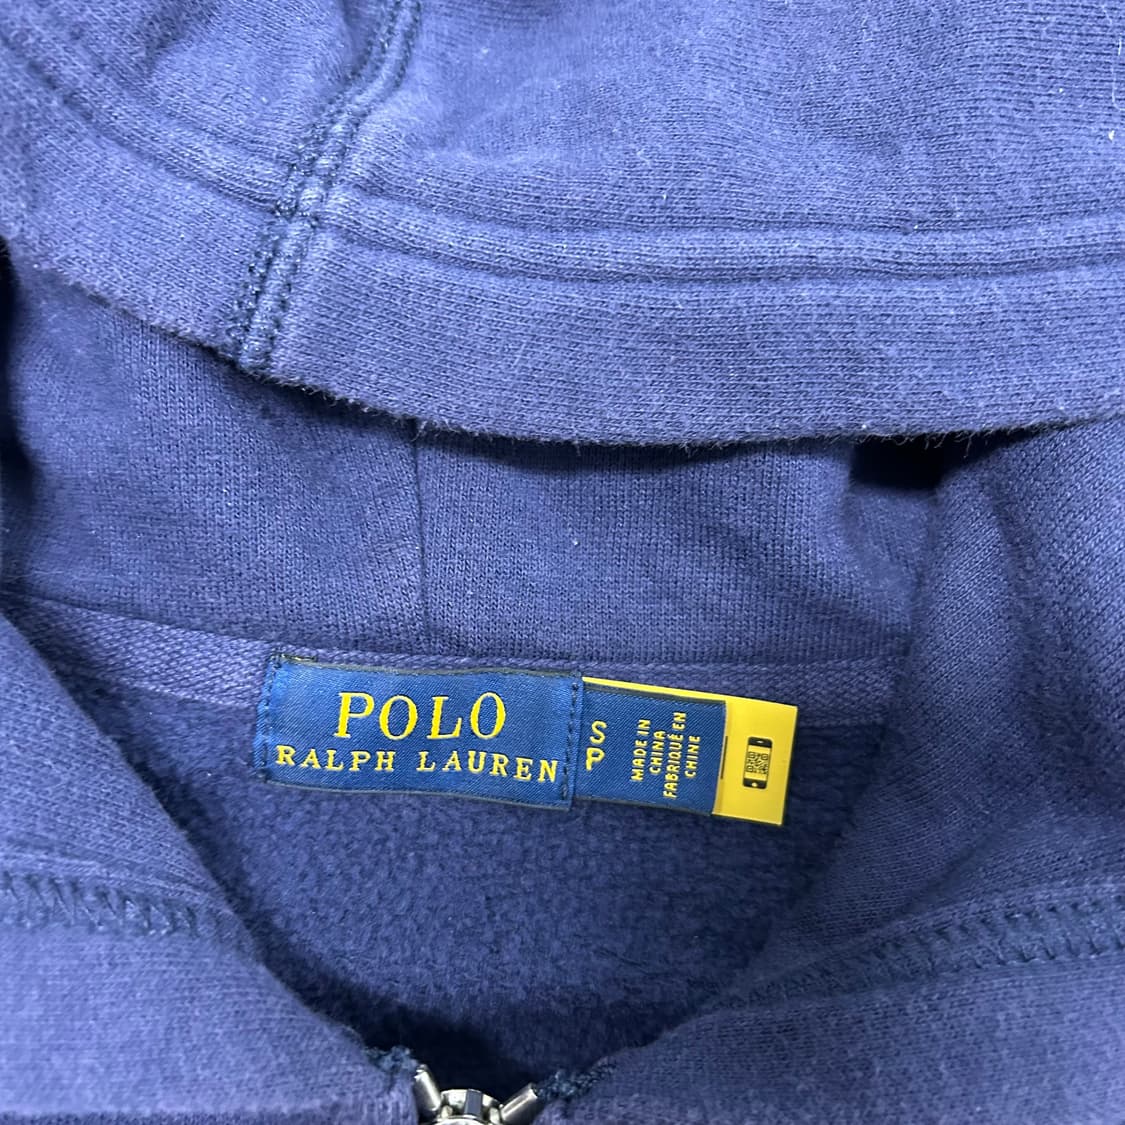 POLO
RALPH LAUREN
S
P
MADE IN
CHINA
FABRIQUÉ EN
CHINE